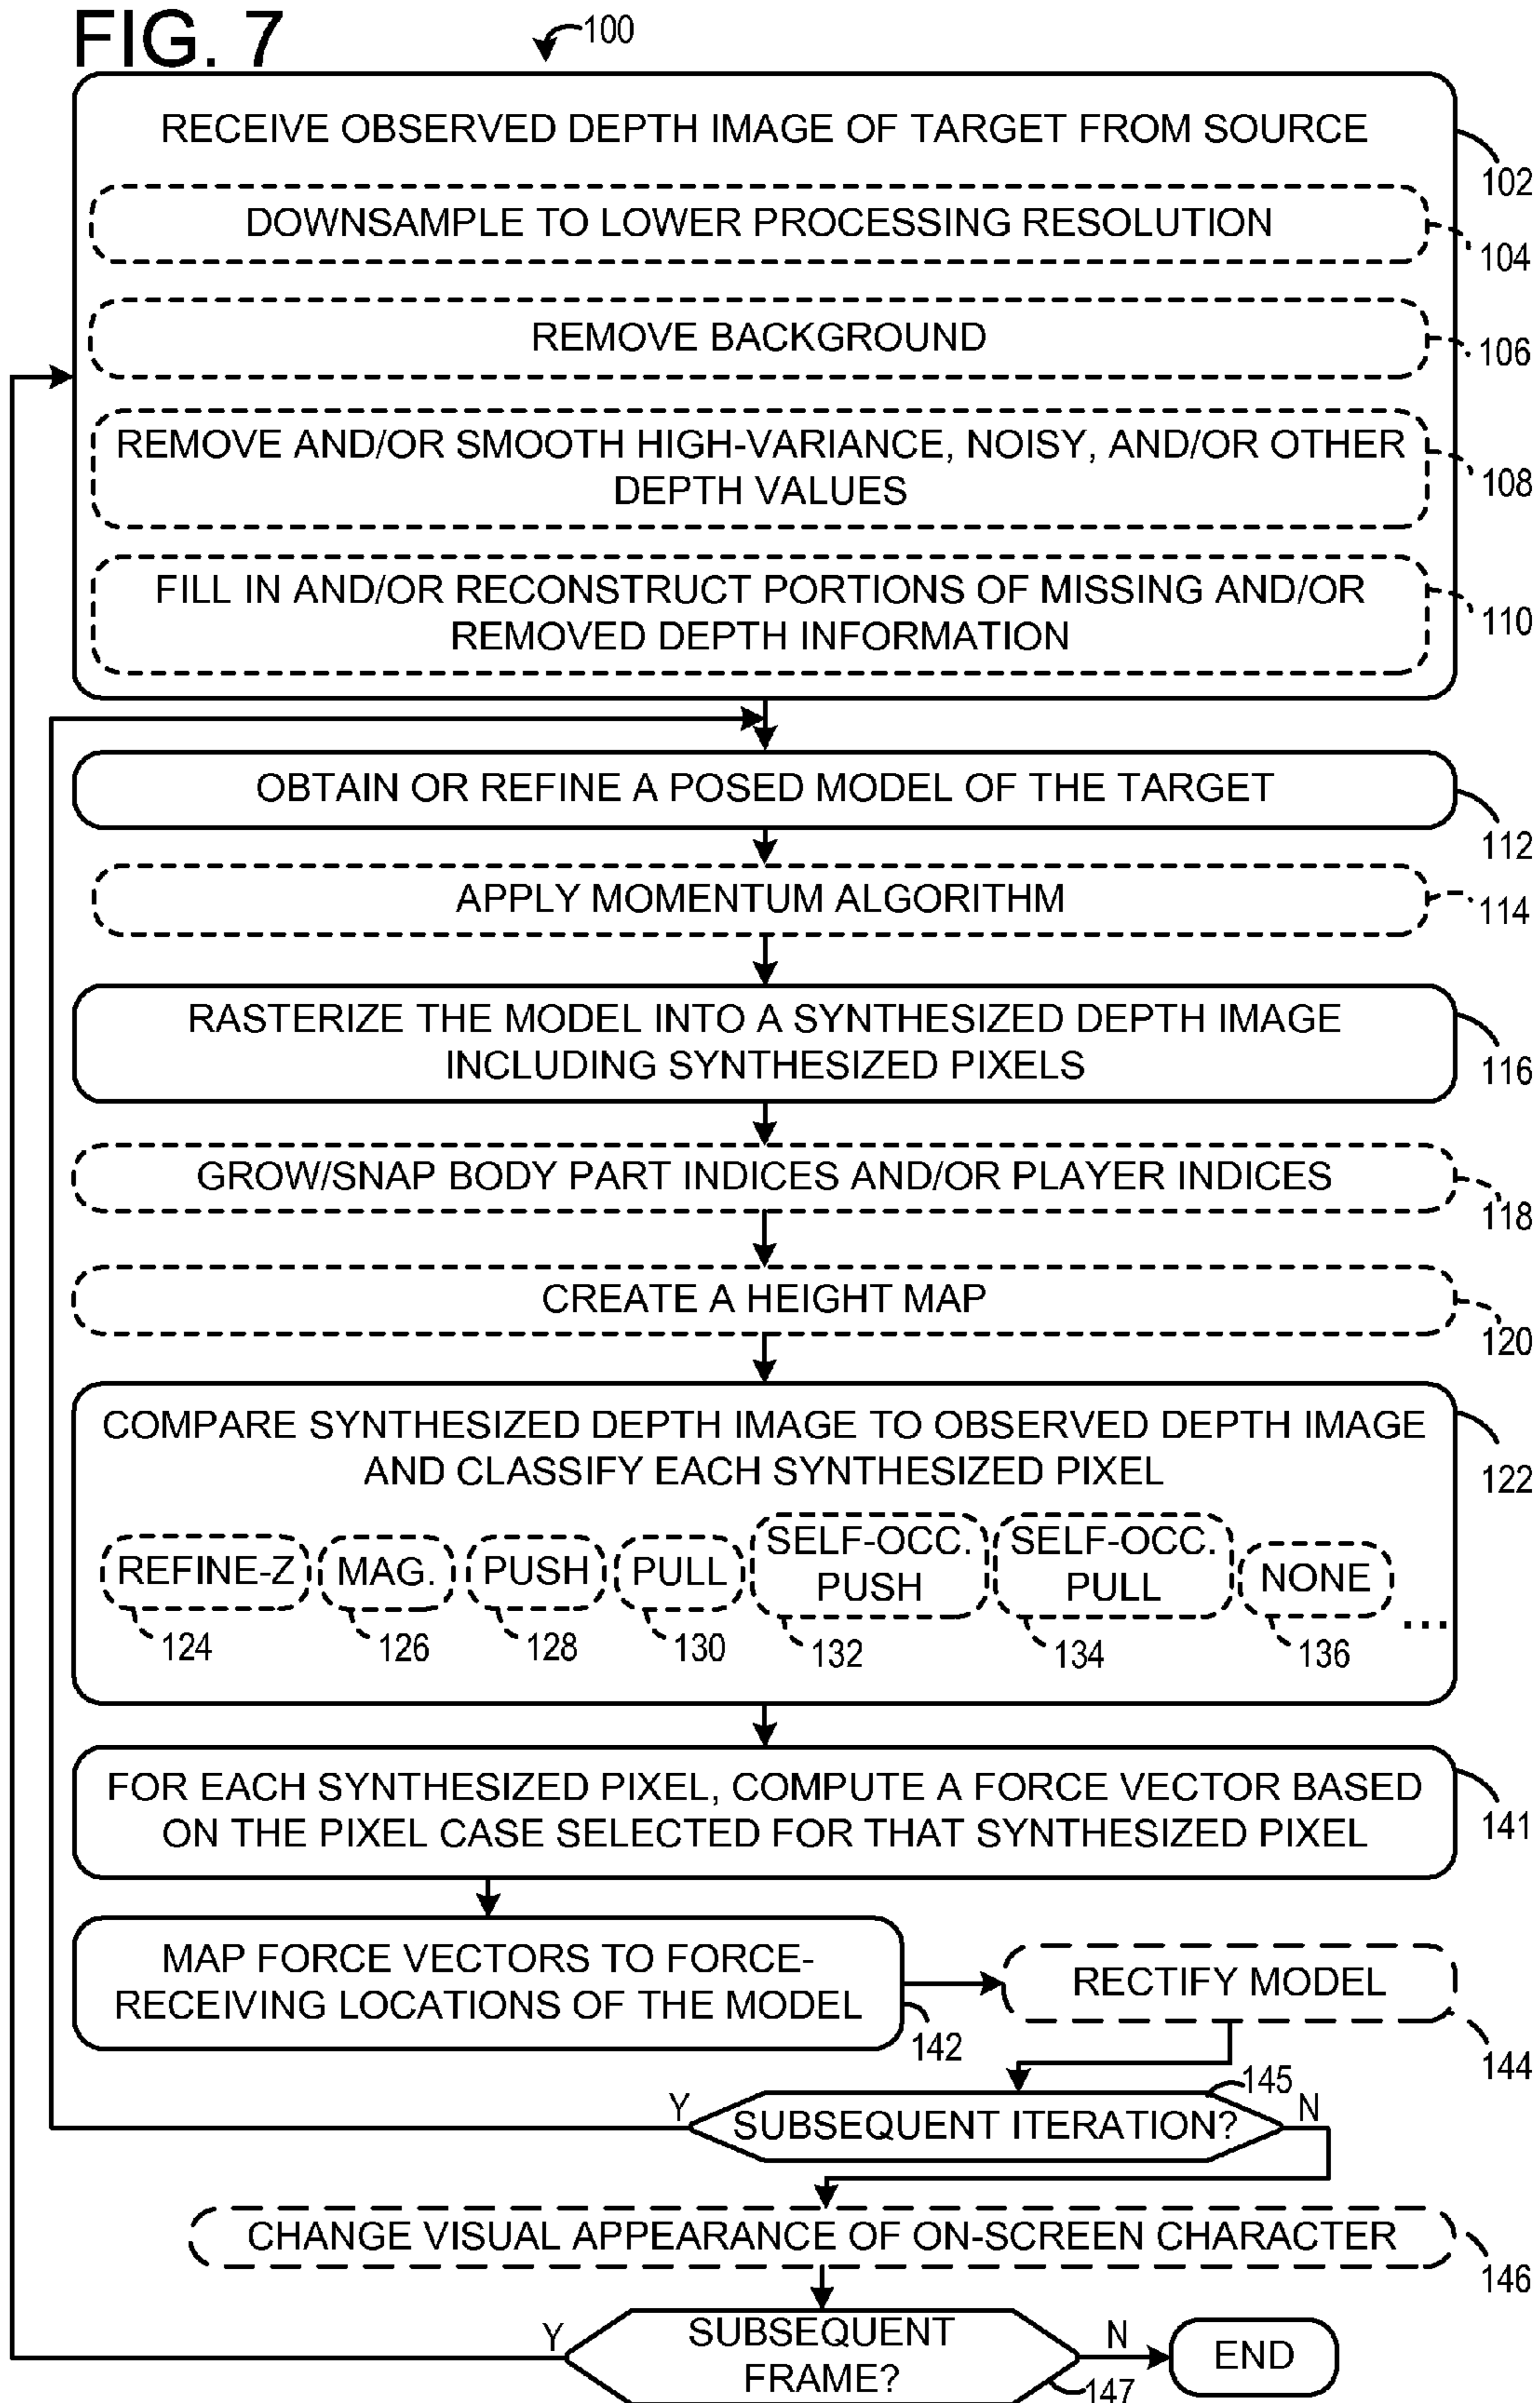 FIG. 7
100
RECEIVE OBSERVED DEPTH IMAGE OF TARGET FROM SOURCE
102
DOWNSAMPLE TO LOWER PROCESSING RESOLUTION
104
REMOVE BACKGROUND
106
REMOVE AND/OR SMOOTH HIGH-VARIANCE, NOISY, AND/OR OTHER
DEPTH VALUES
108
FILL IN AND/OR RECONSTRUCT PORTIONS OF MISSING AND/OR
REMOVED DEPTH INFORMATION
110
OBTAIN OR REFINE A POSED MODEL OF THE TARGET
112
APPLY MOMENTUM ALGORITHM
114
RASTERIZE THE MODEL INTO A SYNTHESIZED DEPTH IMAGE
INCLUDING SYNTHESIZED PIXELS
116
GROW/SNAP BODY PART INDICES AND/OR PLAYER INDICES
118
CREATE A HEIGHT MAP
120
COMPARE SYNTHESIZED DEPTH IMAGE TO OBSERVED DEPTH IMAGE
AND CLASSIFY EACH SYNTHESIZED PIXEL
122
REFINE-Z
124
MAG.
126
PUSH
128
PULL
130
SELF-OCC.
PUSH
132
SELF-OCC.
PULL
134
NONE
136
...
FOR EACH SYNTHESIZED PIXEL, COMPUTE A FORCE VECTOR BASED
ON THE PIXEL CASE SELECTED FOR THAT SYNTHESIZED PIXEL
141
MAP FORCE VECTORS TO FORCE-
RECEIVING LOCATIONS OF THE MODEL
142
RECTIFY MODEL
144
145
Y
SUBSEQUENT ITERATION?
N
CHANGE VISUAL APPEARANCE OF ON-SCREEN CHARACTER
146
Y
SUBSEQUENT
FRAME?
N
147
END